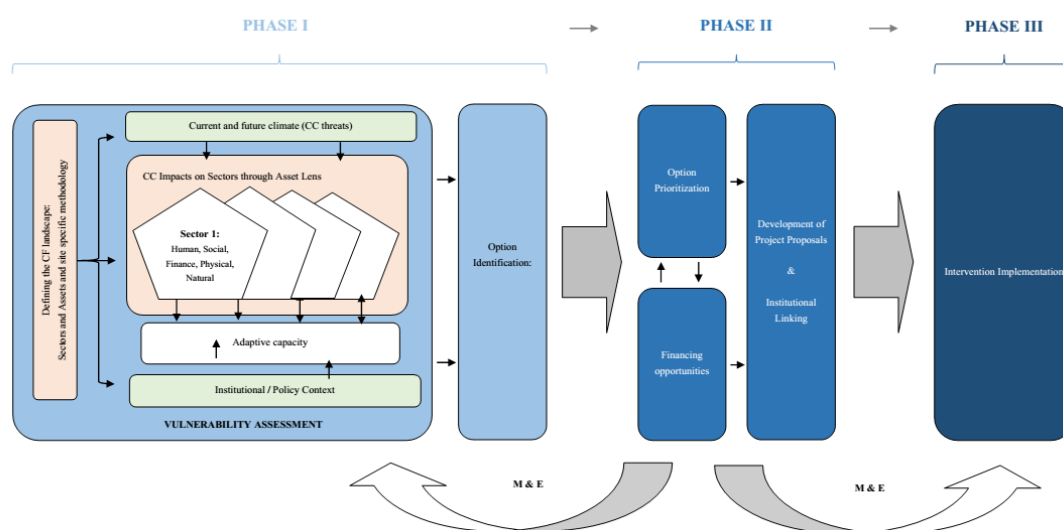 PHASE I
PHASE II
PHASE III
Defining the CF landscape:
Sectors and Assets and site specific methodology
Current and future climate (CC threats)
CC Impacts on Sectors through Asset Lens
Sector 1:
Human, Social,
Finance, Physical,
Natural
Adaptive capacity
Institutional / Policy Context
VULNERABILITY ASSESSMENT
Option
Identification:
Option
Prioritization
Financing
opportunities
Development of
Project Proposals
&
Institutional
Linking
Intervention Implementation
M & E
M & E